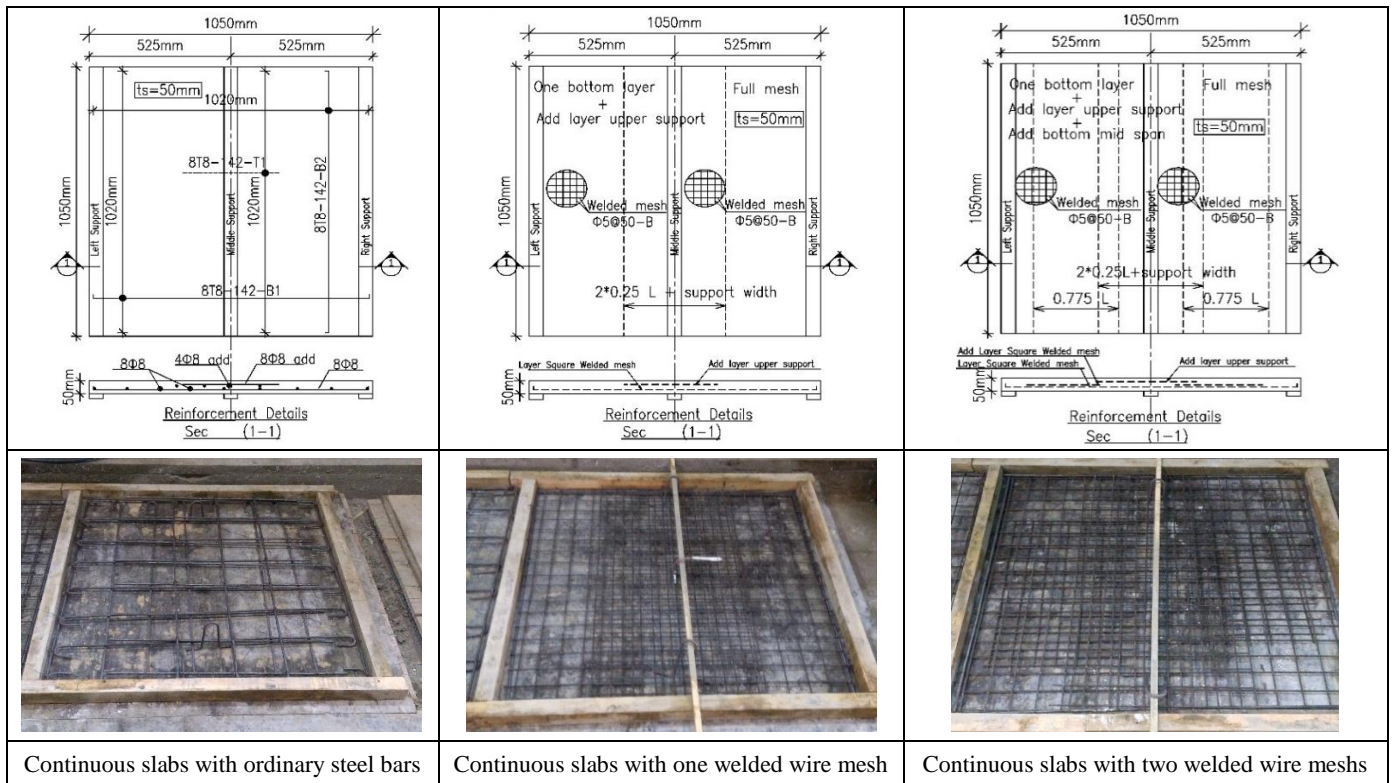 1050mm
525mm 525mm
ts=50mm
1020mm
8T8-142-T1
1050mm
1020mm
1020mm
8T8-142-B2
Left Support
Middle Support
Right Support
1 1
8T8-142-B1
8Φ8 4Φ8 add 8Φ8 add 8Φ8
50mm
Reinforcement Details
Sec (1-1)
1050mm
525mm 525mm
One bottom layer
+
Add layer upper support
Full mesh
ts=50mm
1050mm
Welded mesh
Φ5@50-B
Welded mesh
Φ5@50-B
Left Support
Middle Support
Right Support
1 1
2*0.25 L + support width
Layer Square Welded mesh
Add layer upper support
50mm
Reinforcement Details
Sec (1-1)
1050mm
525mm 525mm
One bottom layer
+
Add layer upper support
+
Add bottom mid span
Full mesh
ts=50mm
1050mm
Welded mesh
Φ5@50-B
Welded mesh
Φ5@50-B
Left Support
Middle Support
Right Support
1 1
2*0.25L+support width
0.775 L 0.775 L
Add Layer Square Welded mesh
Layer Square Welded mesh
Add layer upper support
50mm
Reinforcement Details
Sec (1-1)
Continuous slabs with ordinary steel bars
Continuous slabs with one welded wire mesh
Continuous slabs with two welded wire meshs